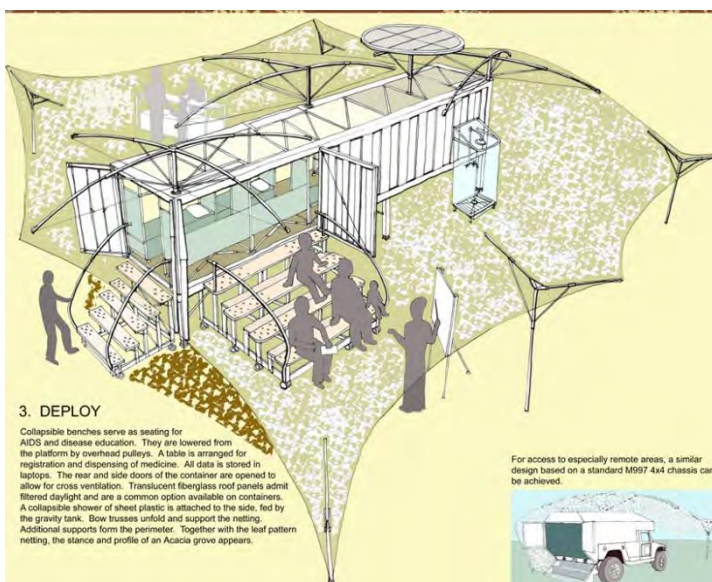 3. DEPLOY
Collapsible benches serve as seating for
AIDS and disease education. They are lowered from
the platform by overhead pulleys. A table is arranged for
registration and dispensing of medicine. All data is stored in
laptops. The rear and side doors of the container are opened to
allow for cross ventilation. Translucent fiberglass roof panels admit
filtered daylight and are a common option available on containers.
A collapsible shower of sheet plastic is attached to the side, fed by
the gravity tank. Bow trusses unfold and support the netting.
Additional supports form the perimeter. Together with the leaf pattern
netting, the stance and profile of an Acacia grove appears.
For access to especially remote areas, a similar
design based on a standard M997 4x4 chassis can
be achieved.